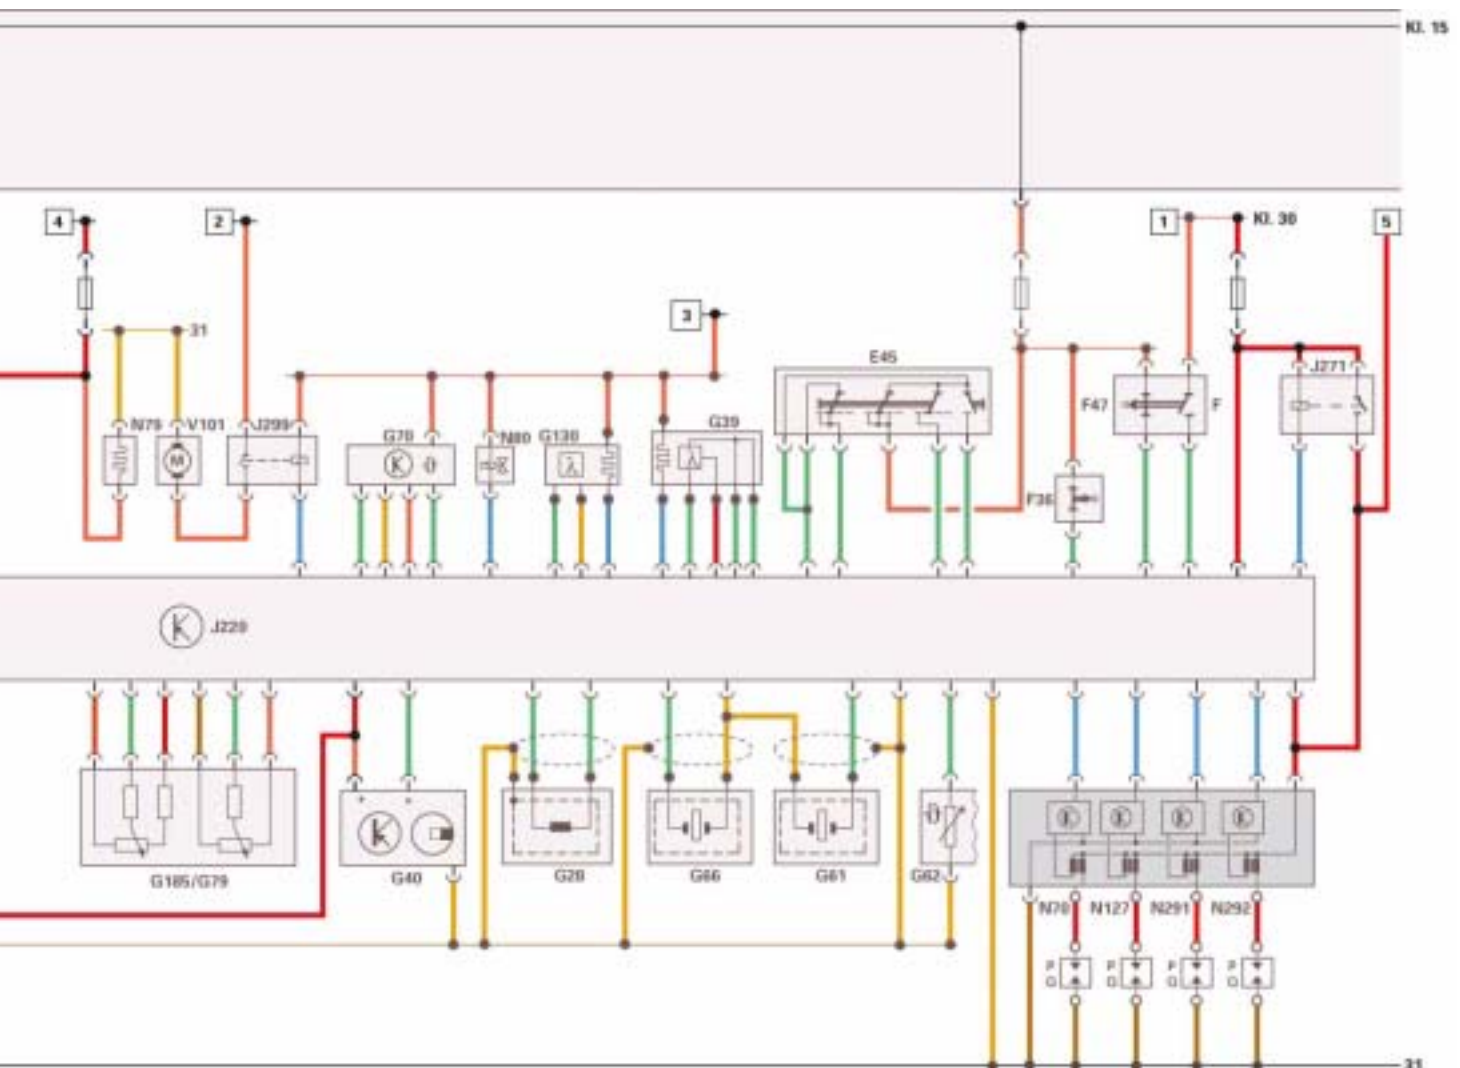 Kl. 15
4
2
1
Kl. 30
5
31
3
E45
J271
N79
V101
J299
G70
N80
G130
G39
F47
F
M
λ
λ
F36
J220
+
-
G185/G79
G40
G28
G66
G61
G62
N70
N127
N291
N292
P
P
P
P
Q
Q
Q
Q
31